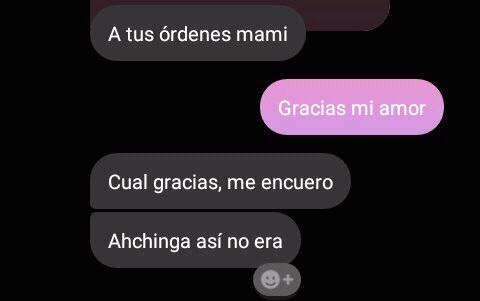 A tus órdenes mami
Gracias mi amor
Cual gracias, me encuero
Ahchinga así no era